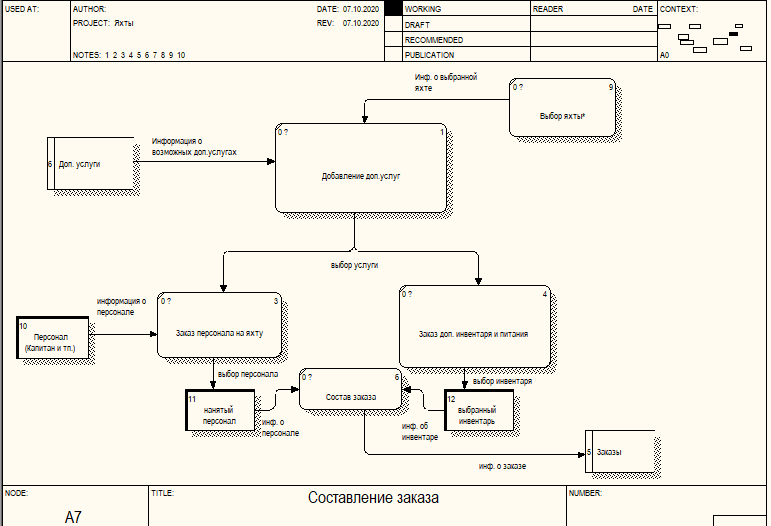 USED AT:
AUTHOR:
DATE: 07.10.2020
WORKING
READER
DATE
CONTEXT:
PROJECT: Яхты
REV: 07.10.2020
DRAFT
RECOMMENDED
NOTES: 1 2 3 4 5 6 7 8 9 10
PUBLICATION
A0
Инф. о выбранной
яхте
0 ?
9
Выбор яхты*
0 ?
1
Добавление доп.услуг
Информация о
возможных доп.услугах
6
Доп. услуги
выбор услуги
0 ?
3
Заказ персонала на яхту
0 ?
4
Заказ доп. инвентаря и питания
информация о
персонале
10
Персонал
(Капитан и тп.)
выбор персонала
0 ?
6
Состав заказа
выбор инвентаря
11
нанятый
персонал
инф. о
персонале
12
выбранный
инвентарь
инф. об
инвентаре
5
Заказы
инф. о заказе
NODE:
A7
TITLE:
Составление заказа
NUMBER: